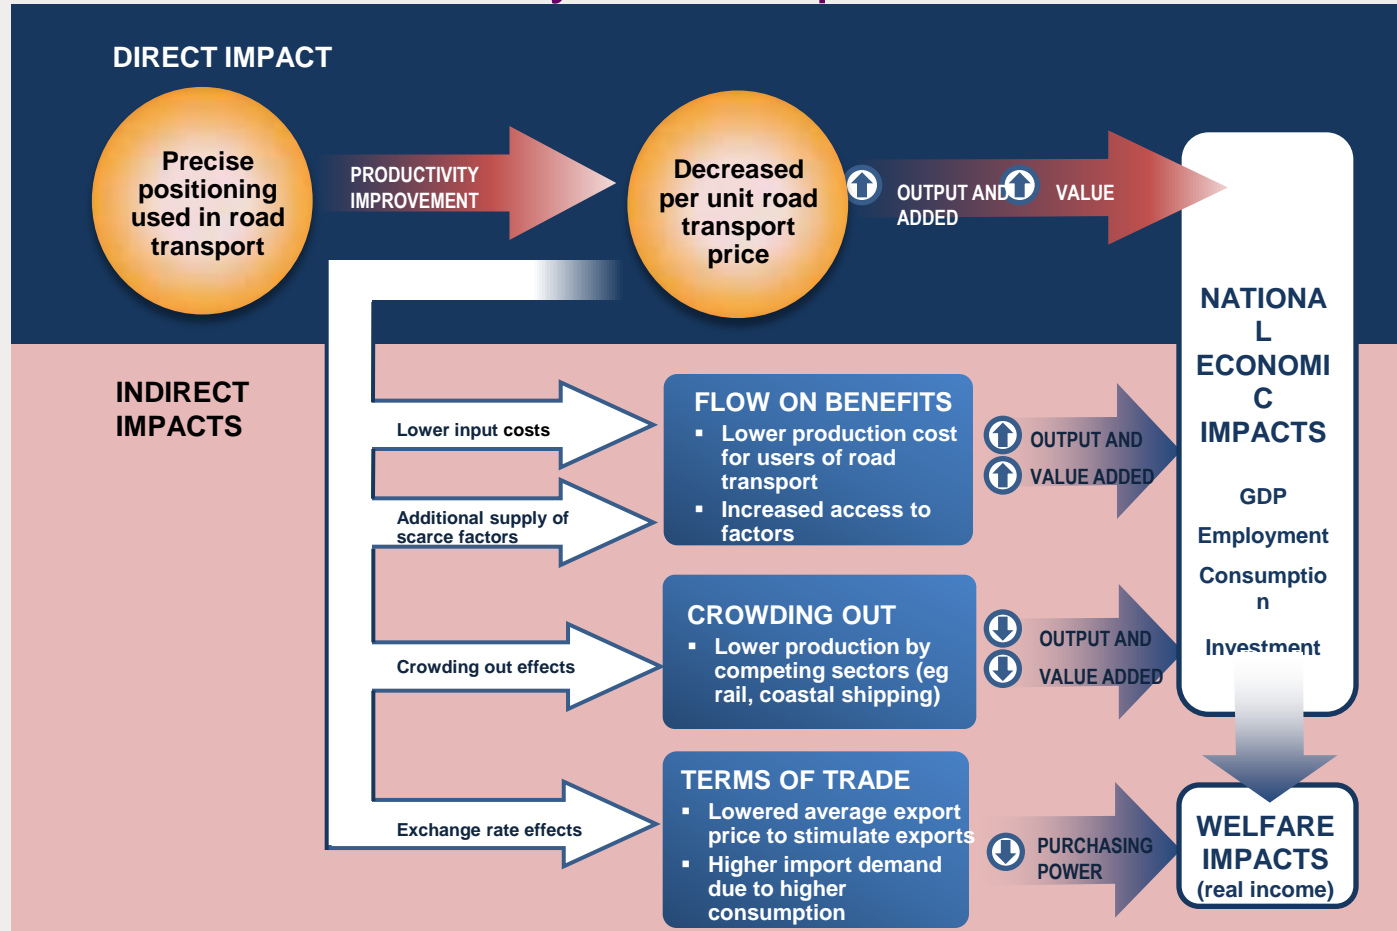 DIRECT IMPACT
Precise
positioning
used in road
transport
PRODUCTIVITY
IMPROVEMENT
Decreased
per unit road
transport
price
OUTPUT AND VALUE
ADDED
NATIONA
L
ECONOMI
C
IMPACTS
GDP
Employment
Consumptio
n
Investment
INDIRECT
IMPACTS
Lower input costs
Additional supply of
scarce factors
FLOW ON BENEFITS
▪ Lower production cost
for users of road
transport
▪ Increased access to
factors
OUTPUT AND
VALUE ADDED
Crowding out effects
CROWDING OUT
▪ Lower production by
competing sectors (eg
rail, coastal shipping)
OUTPUT AND
VALUE ADDED
Exchange rate effects
TERMS OF TRADE
▪ Lowered average export
price to stimulate exports
▪ Higher import demand
due to higher
consumption
PURCHASING
POWER
WELFARE
IMPACTS
(real income)